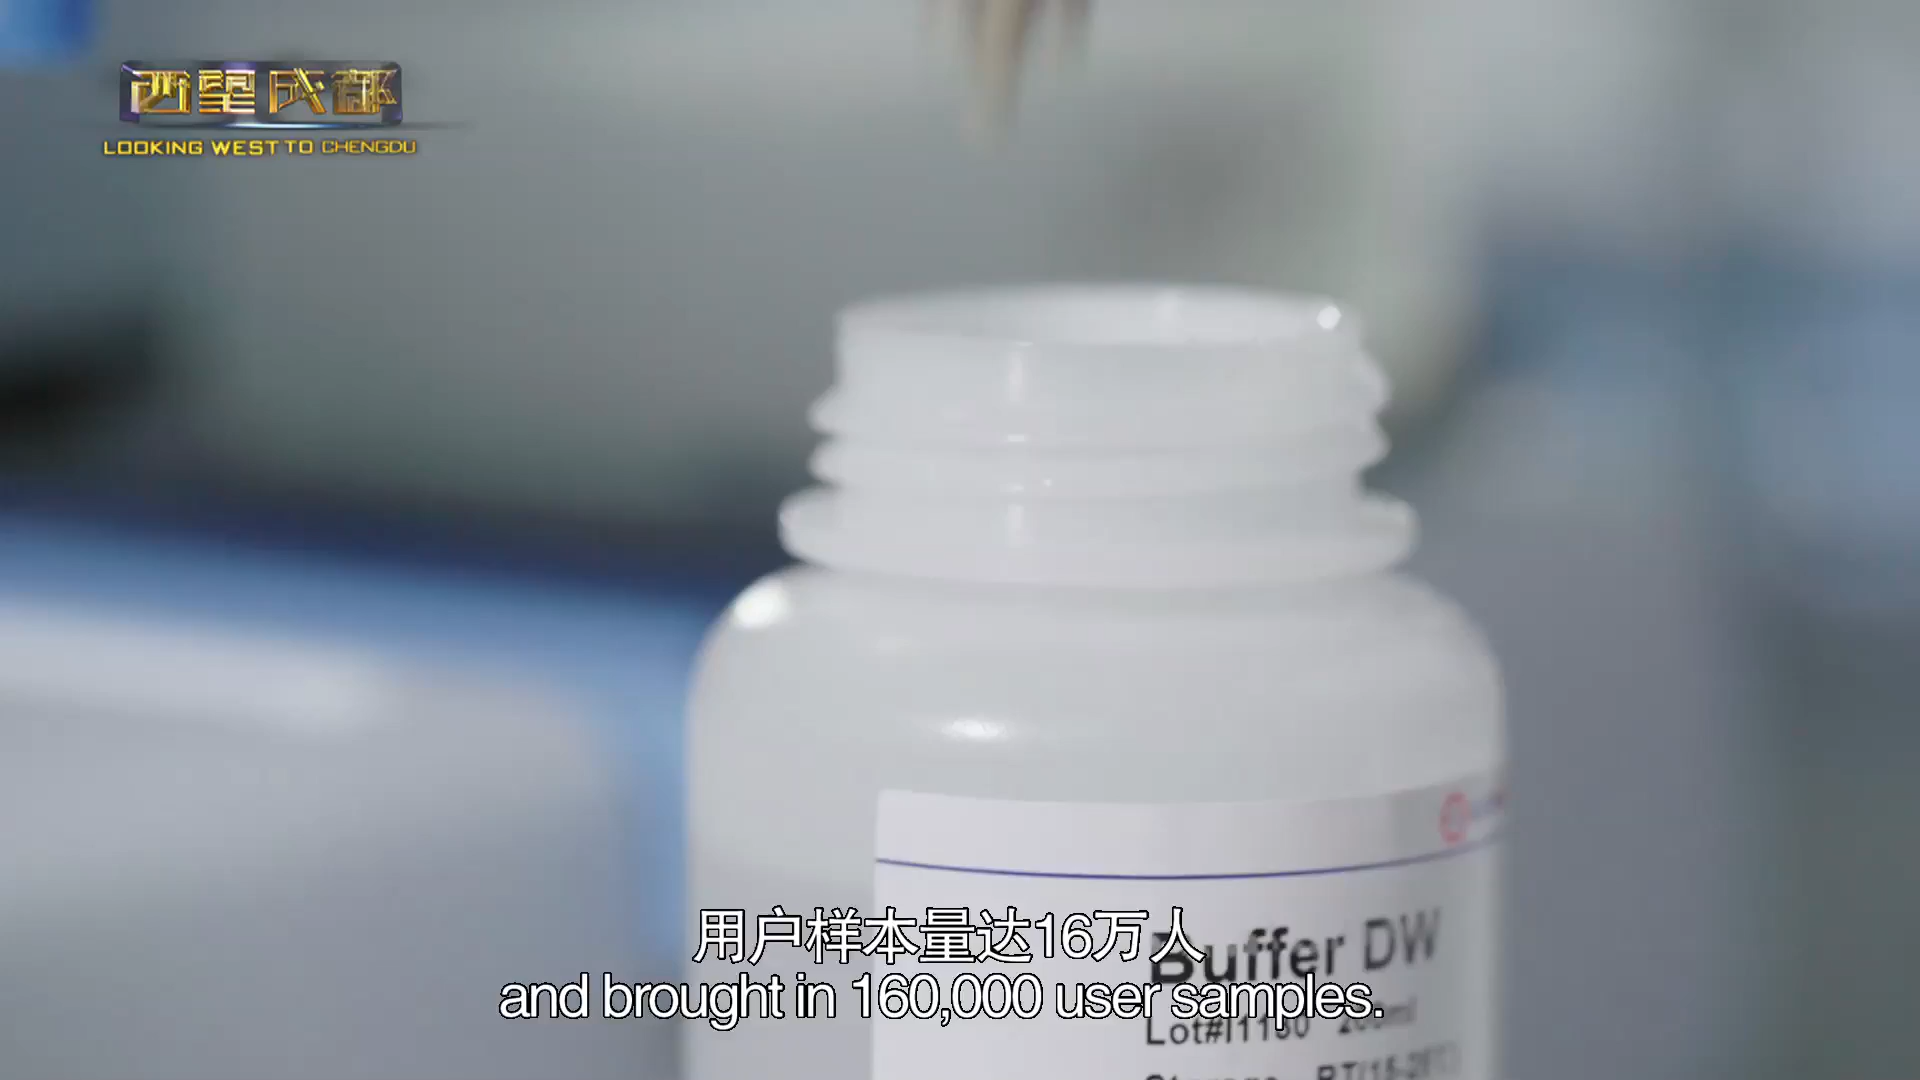 西望成都
LOOKING WEST TO CHENGDU
用户样本量达16万人
and brought in 160,000 user samples.
Buffer DW